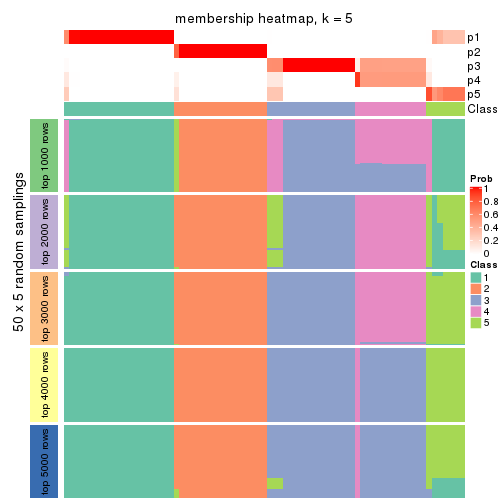 membership heatmap, k = 5
p1
p2
p3
p4
p5
Class
50 x 5 random samplings
top 1000 rows
top 2000 rows
top 3000 rows
top 4000 rows
top 5000 rows
Prob
1
0.8
0.6
0.4
0.2
0
Class
1
2
3
4
5